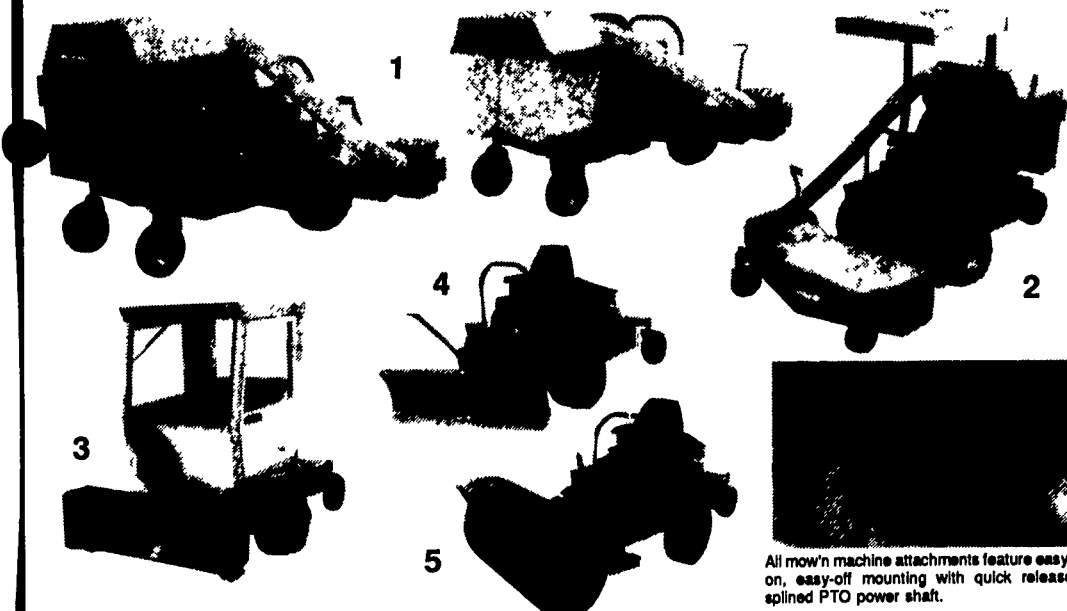 1
2
4
3
5
All mow'n machine attachments feature easy-
on, easy-off mounting with quick release
splined PTO power shaft.